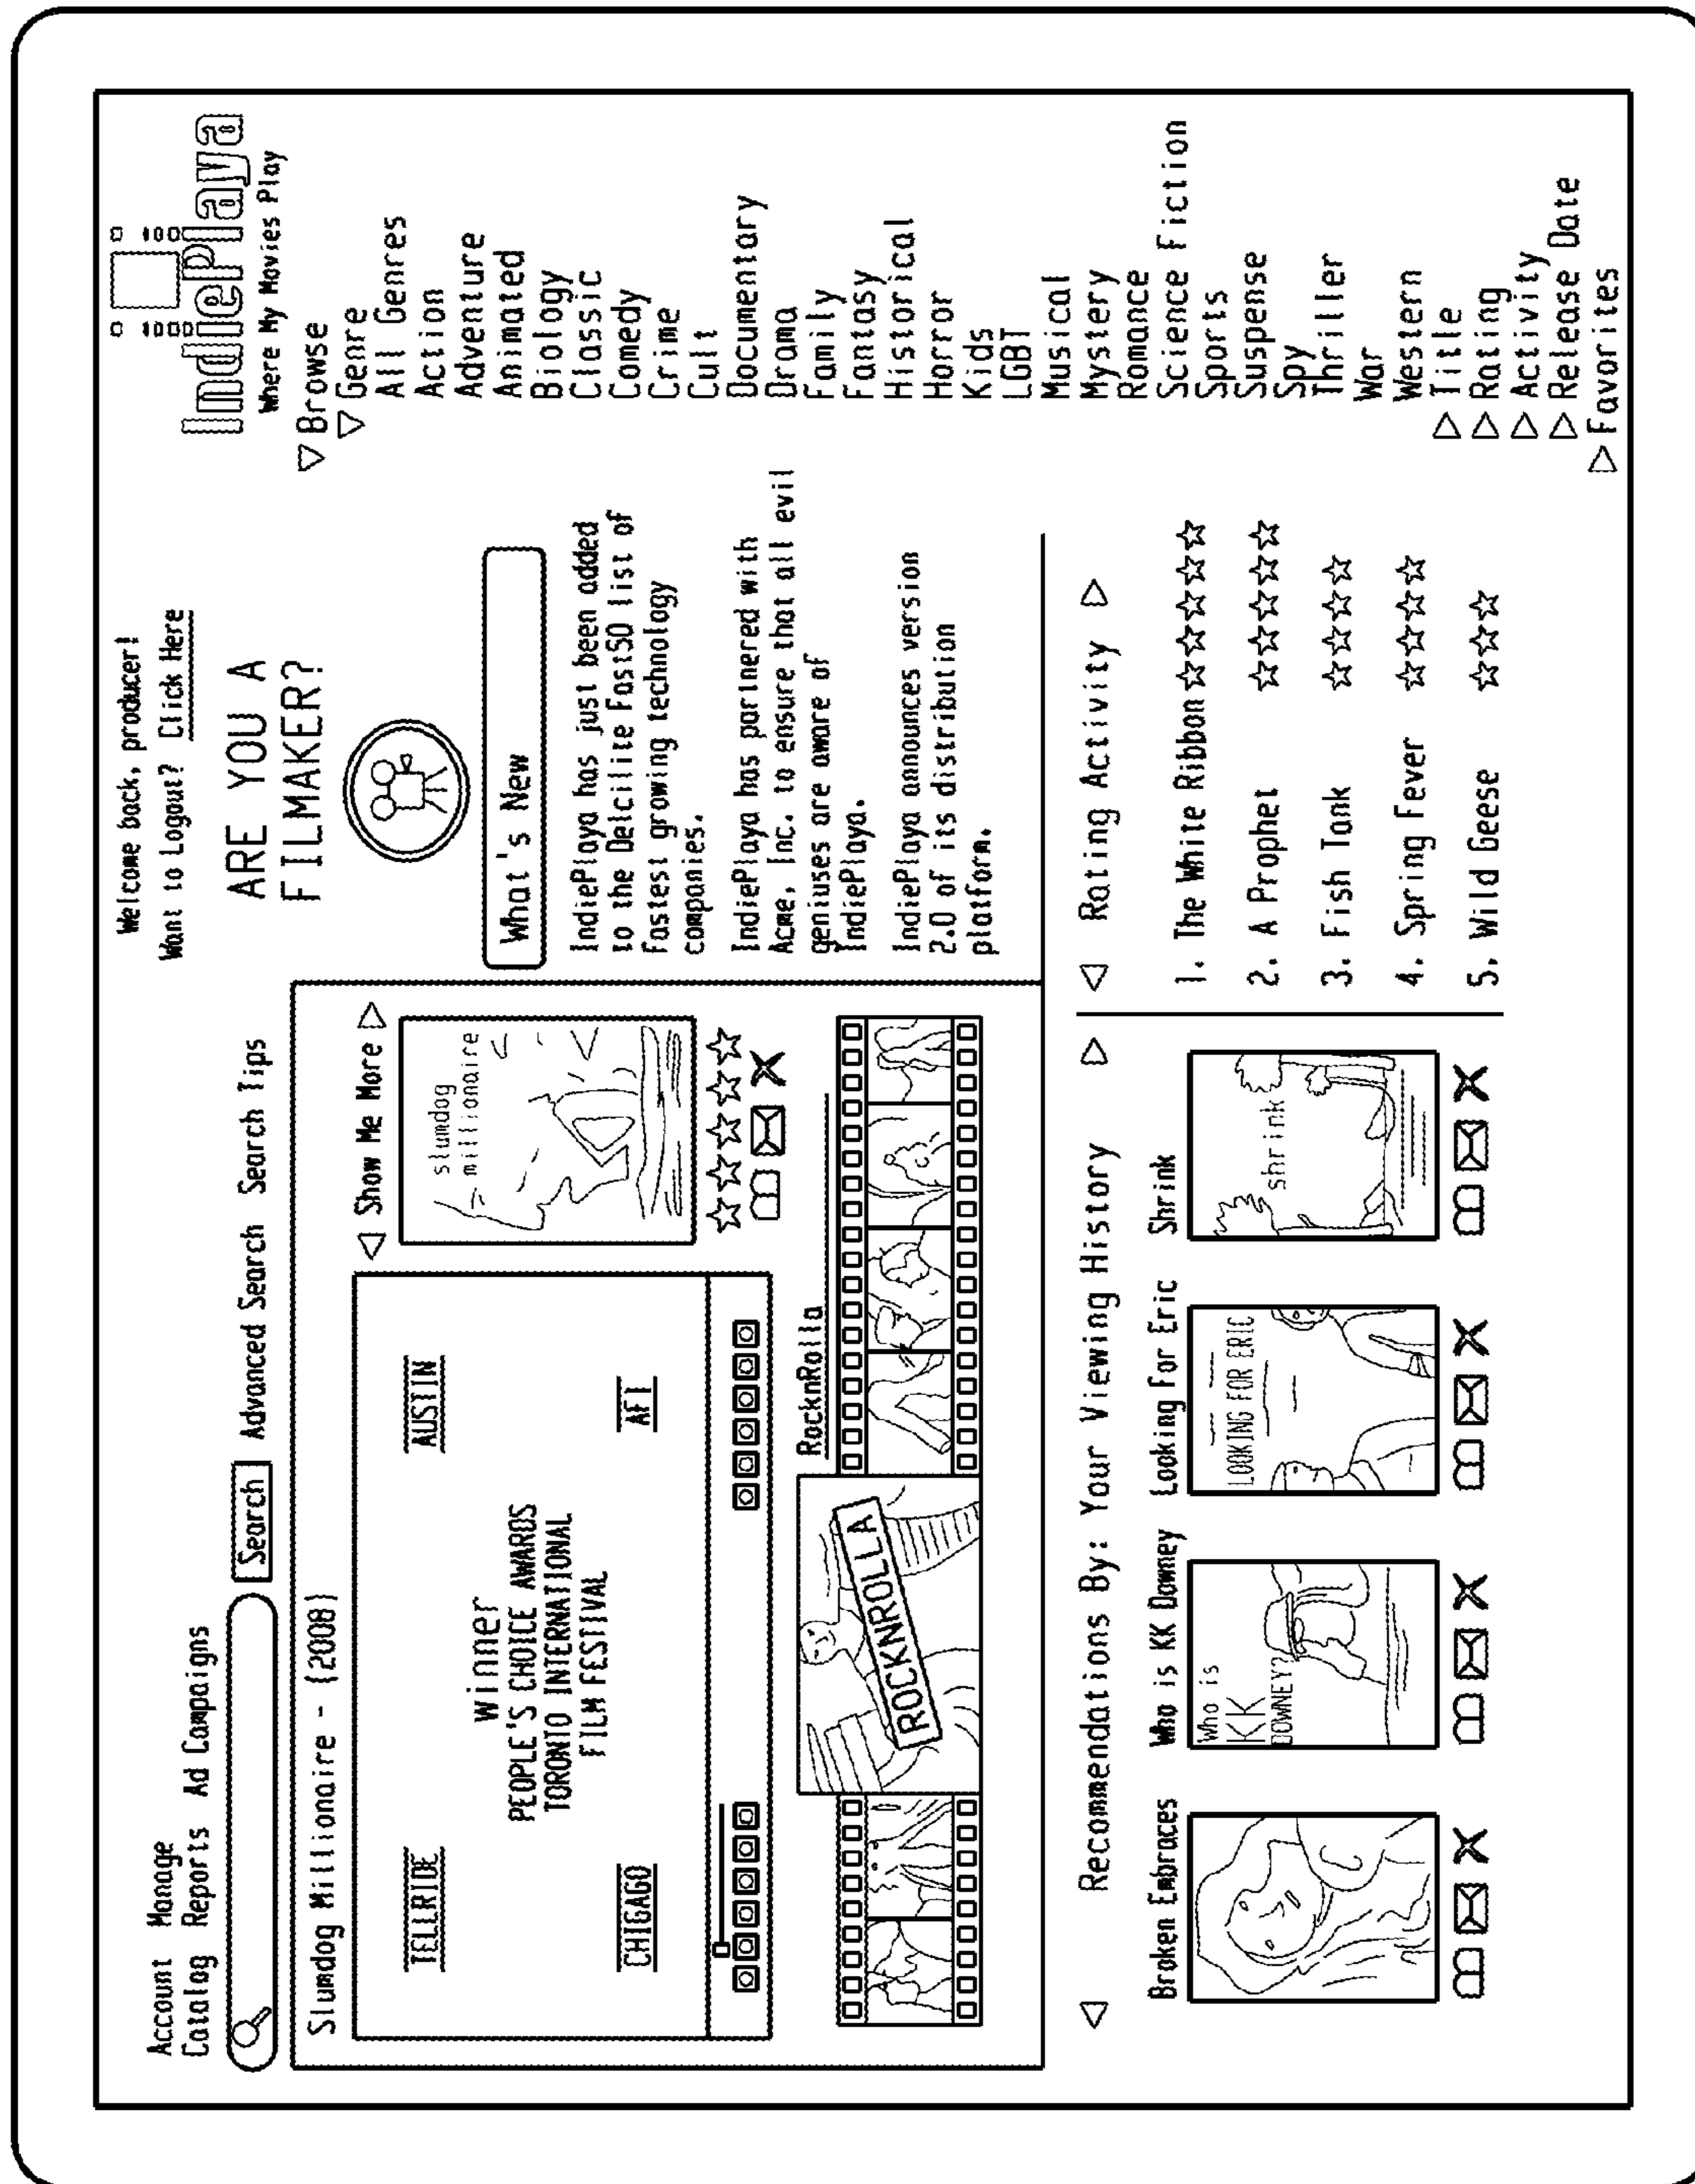 Account Manage
Catalog Reports Ad Campaigns
Search Advanced Search Search Tips
Welcome back, producer!
Want to Logout? Click Here
IndiePlaya
Where My Movies Play
Slumdog Millionaire - (2008)
TELLRIDE
AUSTIN
Winner
PEOPLE'S CHOICE AWARDS
TORONTO INTERNATIONAL
FILM FESTIVAL
CHIGAGO
AFI
Show Me More
slumdog
millionaire
RocknRolla
ROCKNROLLA
ARE YOU A
FILMAKER?
What's New
IndiePlaya has just been added
to the Delcilite Fast50 list of
fastest growing technology
companies.
IndiePlaya has partnered with
Acme, Inc. to ensure that all evil
geniuses are aware of
IndiePlaya.
IndiePlaya announces version
2.0 of its distribution
platform.
Browse
Genre
All Genres
Action
Adventure
Animated
Biology
Classic
Comedy
Crime
Cult
Documentary
Drama
Family
Fantasy
Historical
Horror
Kids
LGBT
Musical
Mystery
Romance
Science Fiction
Sports
Suspense
Spy
Thriller
War
Western
Title
Rating
Activity
Release Date
Favorites
Recommendations By: Your Viewing History
Broken Embraces
Who is KK Downey
Looking For Eric
Shrink
Who is
KK
DOWNEY?
LOOKING FOR ERIC
shrink
Rating Activity
1. The White Ribbon
2. A Prophet
3. Fish Tank
4. Spring Fever
5. Wild Geese